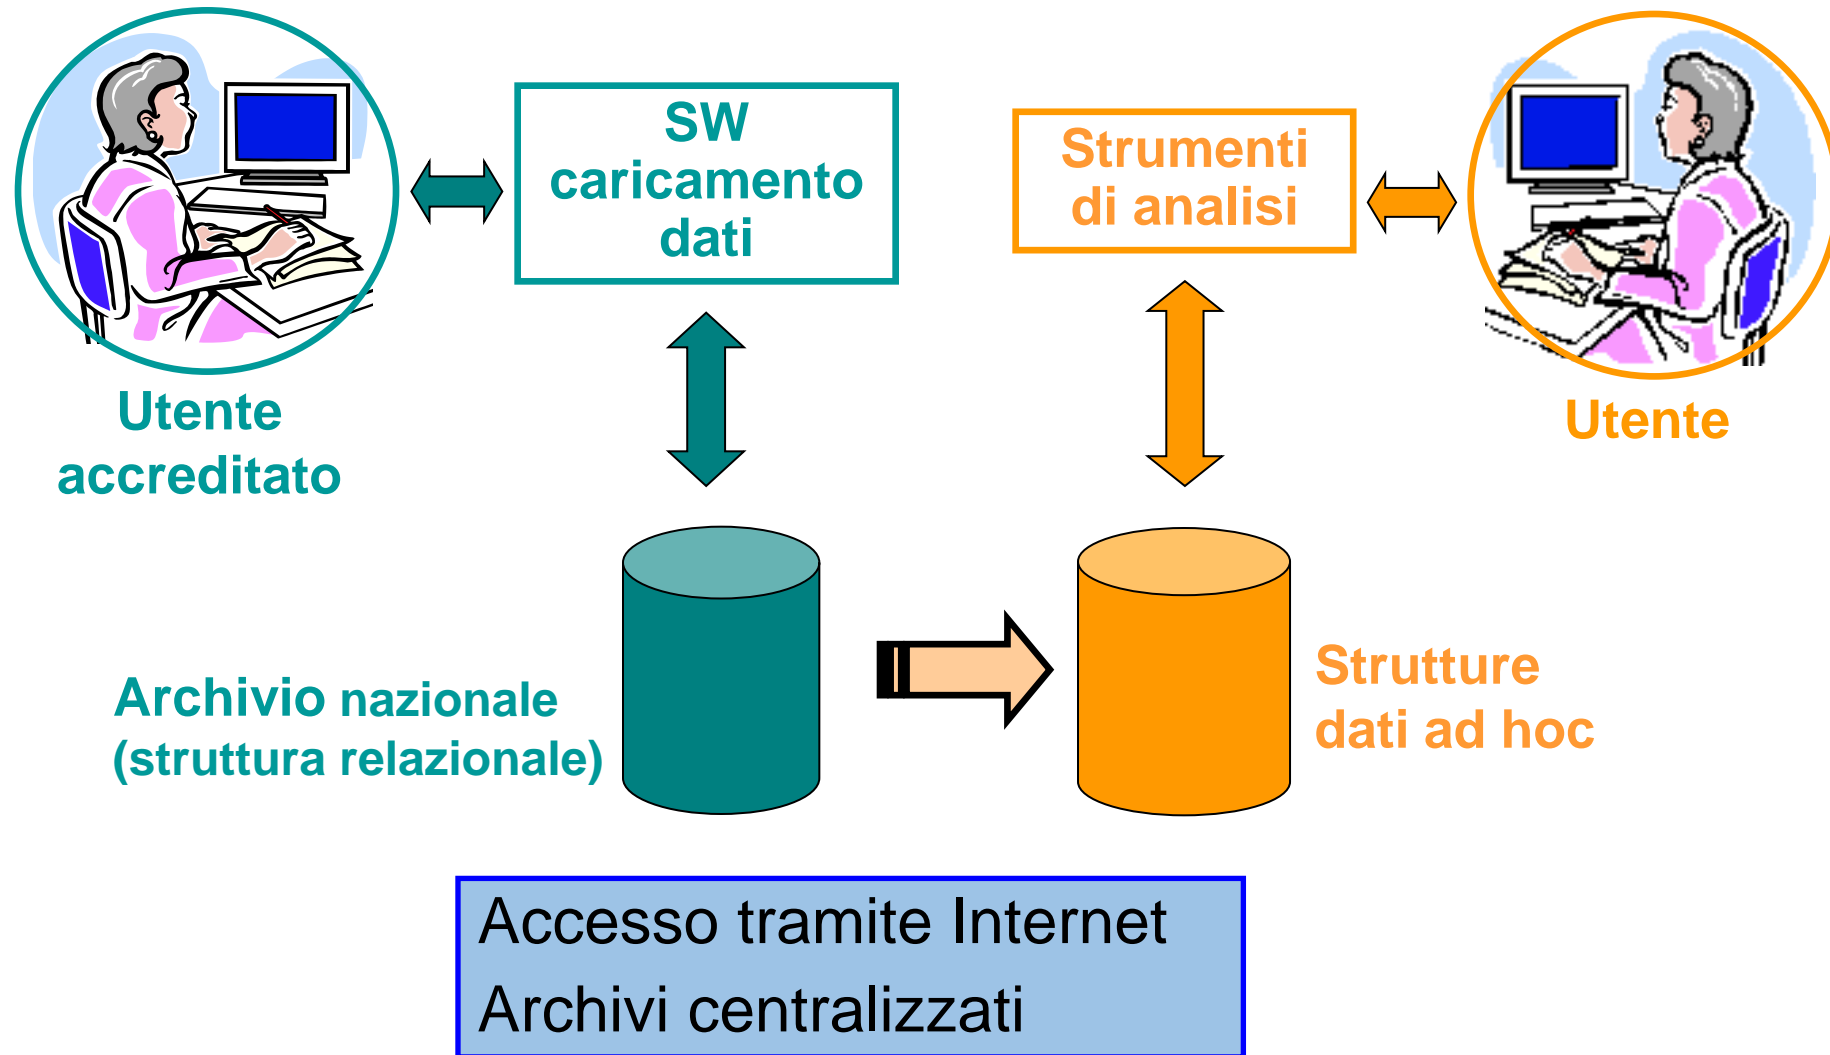 SW
caricamento
dati
Strumenti
di analisi
Utente
accreditato
Utente
Archivio nazionale
(struttura relazionale)
Strutture
dati ad hoc
Accesso tramite Internet
Archivi centralizzati